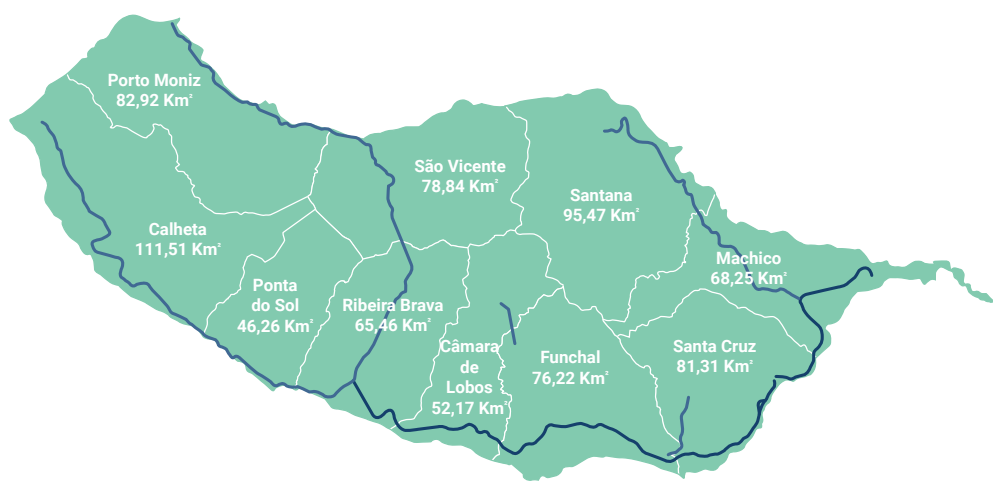 Porto Moniz
82,92 Km²
São Vicente
78,84 Km²
Santana
95,47 Km²
Calheta
111,51 Km²
Machico
68,25 Km²
Ponta
do Sol
46,26 Km²
Ribeira Brava
65,46 Km²
Câmara
de
Lobos
52,17 Km²
Funchal
76,22 Km²
Santa Cruz
81,31 Km²